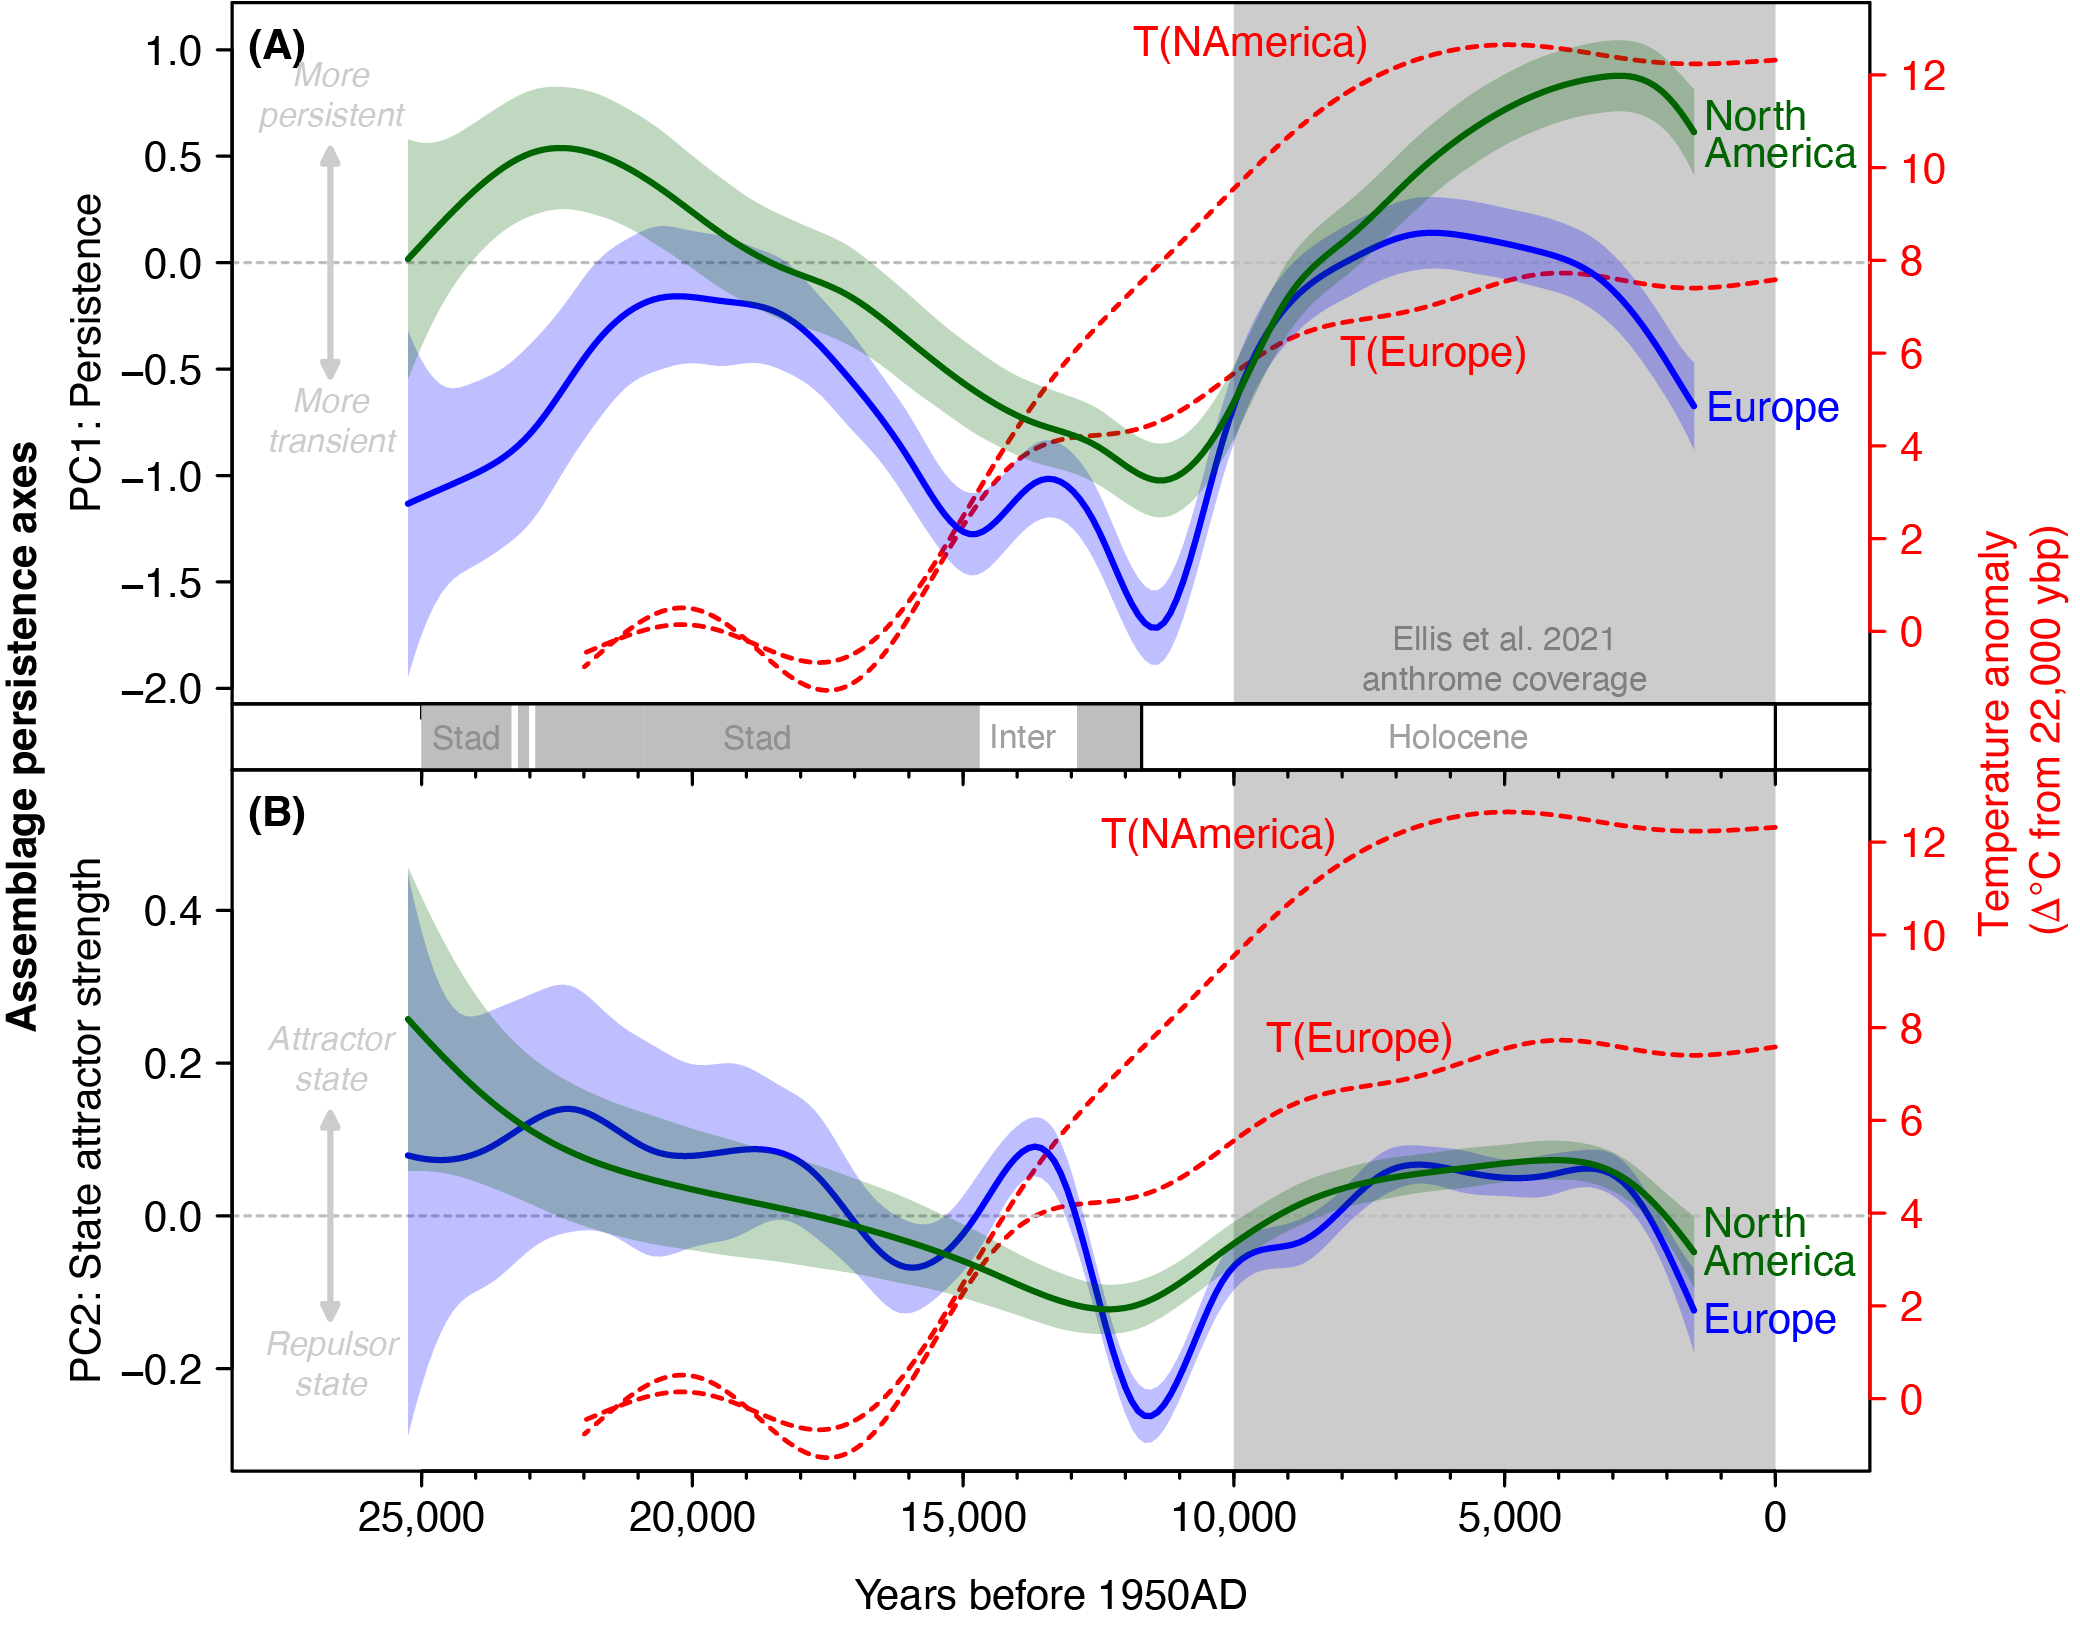 Assemblage persistence axes
(A)
PC1: Persistence
1.0
0.5
0.0
−0.5
−1.0
−1.5
−2.0
More
persistent
More
transient
T(NAmerica)
North
America
T(Europe)
Europe
Ellis et al. 2021
anthrome coverage
12
10
8
6
4
2
0
Temperature anomaly
(Δ°C from 22,000 ybp)
Stad
Stad
Inter
Holocene
(B)
PC2: State attractor strength
0.4
0.2
0.0
−0.2
Attractor
state
Repulsor
state
T(NAmerica)
T(Europe)
North
America
Europe
12
10
8
6
4
2
0
25,000
20,000
15,000
10,000
5,000
0
Years before 1950AD